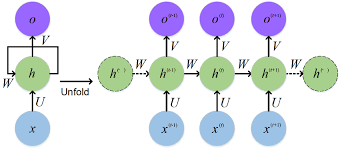 o o⁽ᵗ⁻¹⁾ o⁽ᵗ⁾ o⁽ᵗ⁺¹⁾
V V V V
W h Unfold h⁽⁾ W h⁽ᵗ⁻¹⁾ W h⁽ᵗ⁾ W h⁽ᵗ⁺¹⁾ W h⁽⁾
U U U U
x x⁽ᵗ⁻¹⁾ x⁽ᵗ⁾ x⁽ᵗ⁺¹⁾